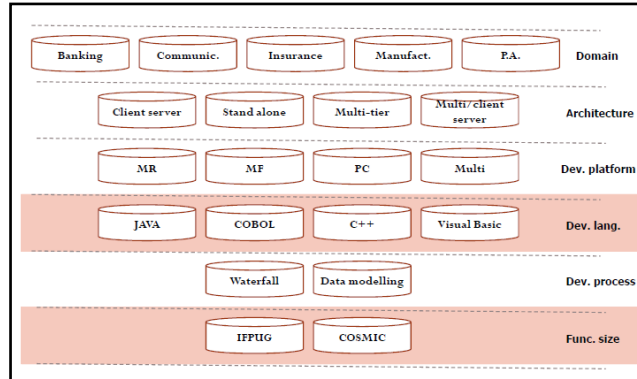 Banking Communic. Insurance Manufact. P.A. Domain
Client server Stand alone Multi-tier Multi/client server Architecture
MR MF PC Multi Dev. platform
JAVA COBOL C++ Visual Basic Dev. lang.
Waterfall Data modelling Dev. process
IFPUG COSMIC Func. size